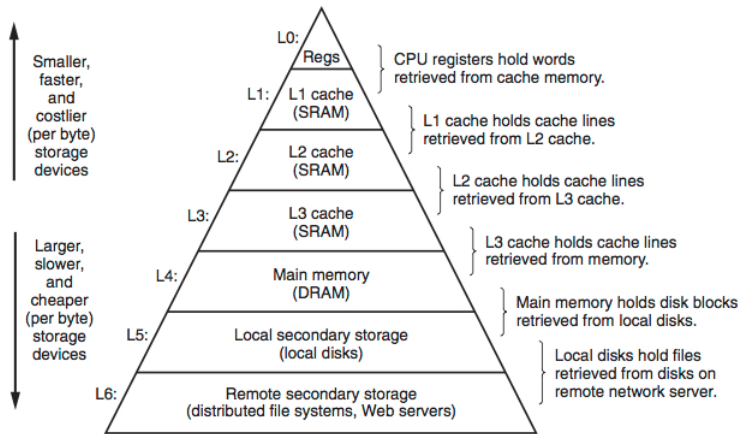 L0:
Regs
CPU registers hold words
retrieved from cache memory.
Smaller,
faster,
and
costlier
(per byte)
storage
devices
L1:
L1 cache
(SRAM)
L1 cache holds cache lines
retrieved from L2 cache.
L2:
L2 cache
(SRAM)
L2 cache holds cache lines
retrieved from L3 cache.
L3:
L3 cache
(SRAM)
L3 cache holds cache lines
retrieved from memory.
Larger,
slower,
and
cheaper
(per byte)
storage
devices
L4:
Main memory
(DRAM)
Main memory holds disk blocks
retrieved from local disks.
L5:
Local secondary storage
(local disks)
Local disks hold files
retrieved from disks on
remote network server.
L6:
Remote secondary storage
(distributed file systems, Web servers)